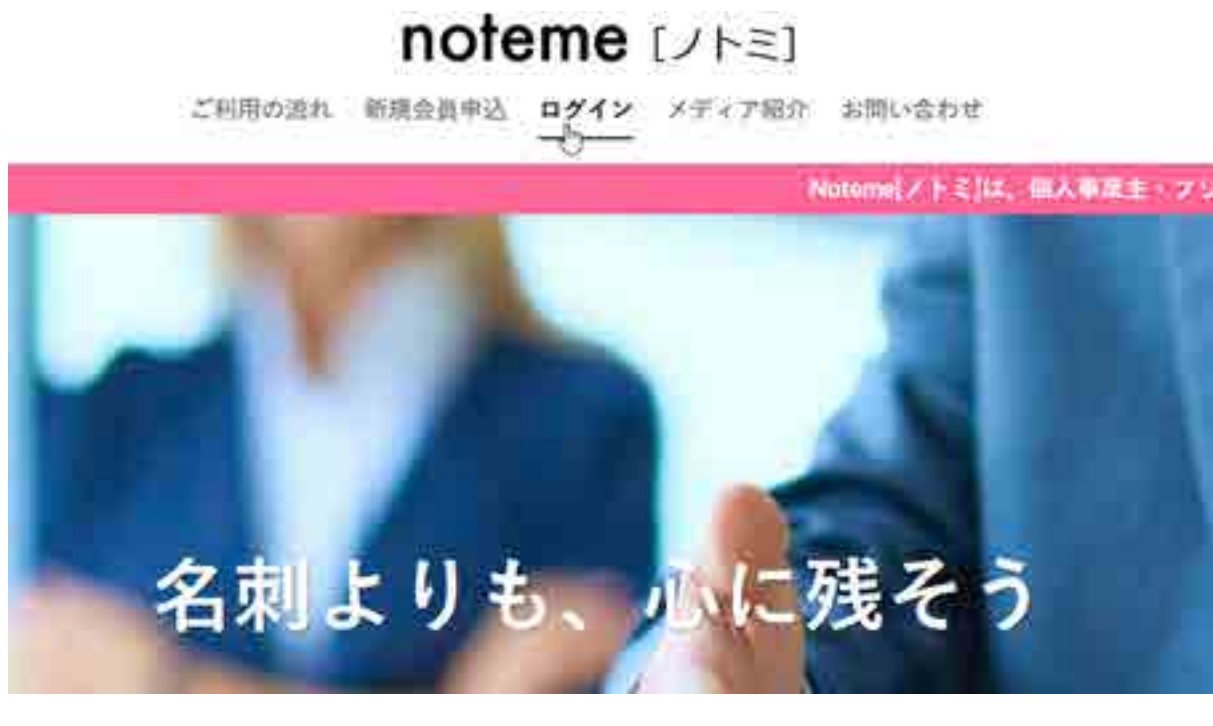 noteme [ノトミ]
ご利用の流れ 新規会員申込 ログイン メディア紹介 お問い合わせ
Noteme[ノトミ]は、個人事業主・フリ
名刺よりも、心に残そう